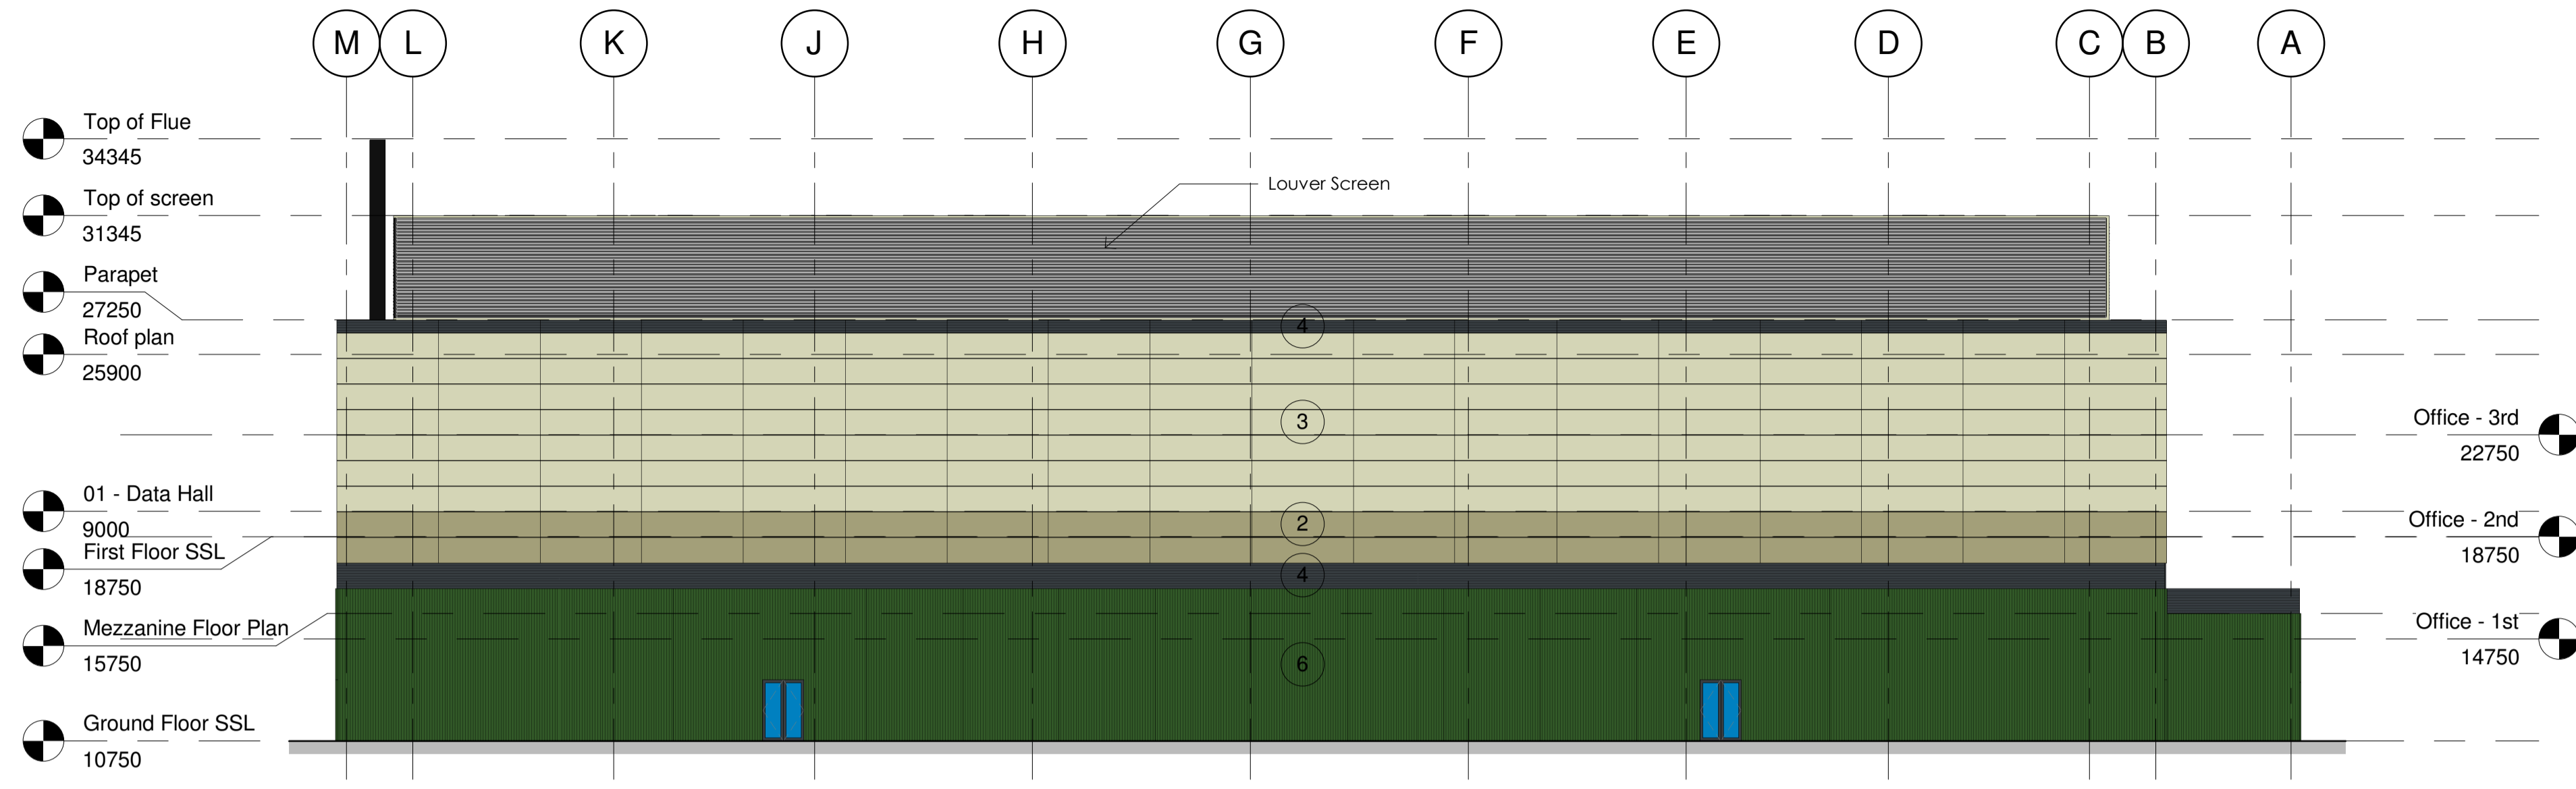 M L K J H G F E D C B A
Top of Flue
34345
Louver Screen
Top of screen
31345
Parapet
27250
4
Roof plan
25900
3
Office - 3rd
22750
01 - Data Hall
9000
2
Office - 2nd
18750
First Floor SSL
18750
4
Mezzanine Floor Plan
15750
Office - 1st
14750
6
Ground Floor SSL
10750